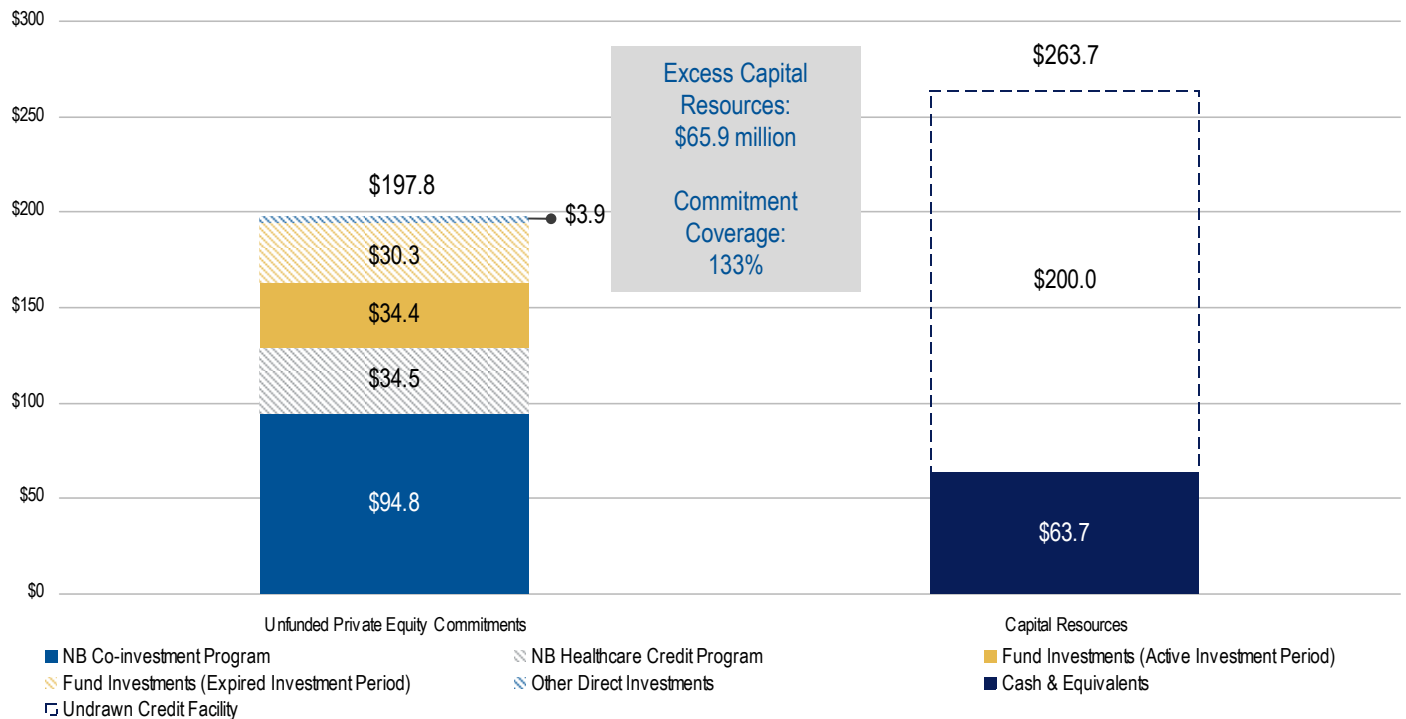 $300
$250
$200
$150
$100
$50
$0
$197.8
$3.9
$30.3
$34.4
$34.5
$94.8
Excess Capital
Resources:
$65.9 million
Commitment
Coverage:
133%
$263.7
$200.0
$63.7
Unfunded Private Equity Commitments
Capital Resources
NB Co-investment Program
NB Healthcare Credit Program
Fund Investments (Active Investment Period)
Fund Investments (Expired Investment Period)
Other Direct Investments
Cash & Equivalents
Undrawn Credit Facility